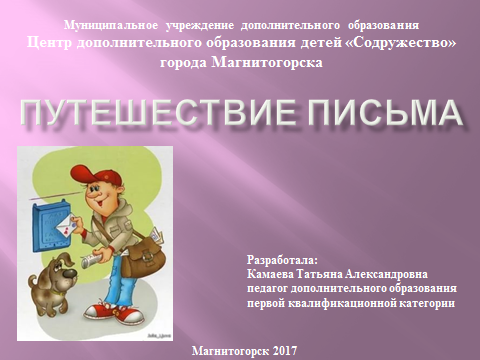 Муниципальное учреждение дополнительного образования
Центр дополнительного образования детей «Содружество»
города Магнитогорска
ПУТЕШЕСТВИЕ ПИСЬМА
Разработала:
Камаева Татьяна Александровна
педагог дополнительного образования
первой квалификационной категории
Магнитогорск 2017